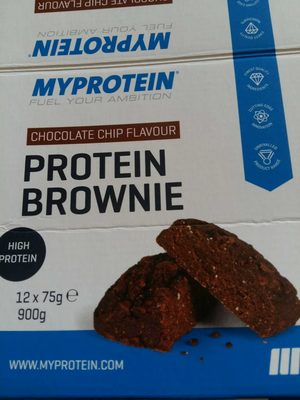 CHOCOLATE CHIP FLAVOUR
MYPROTEIN
FUEL YOUR AMBITION
MYPROTEIN®
FUEL YOUR AMBITION
CHOCOLATE CHIP FLAVOUR
PROTEIN
BROWNIE
HIGH
PROTEIN
12 x 75g ℮
900g
WWW.MYPROTEIN.COM